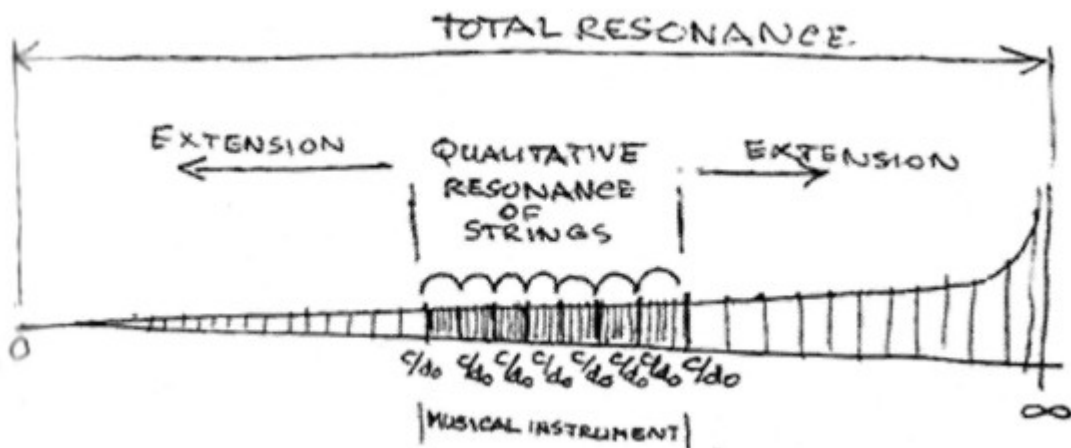 TOTAL RESONANCE.
EXTENSION
QUALITATIVE
RESONANCE
OF
STRINGS
EXTENSION
0
c/do c/do c/do c/do c/do c/do c/do c/do
∞
MUSICAL INSTRUMENT